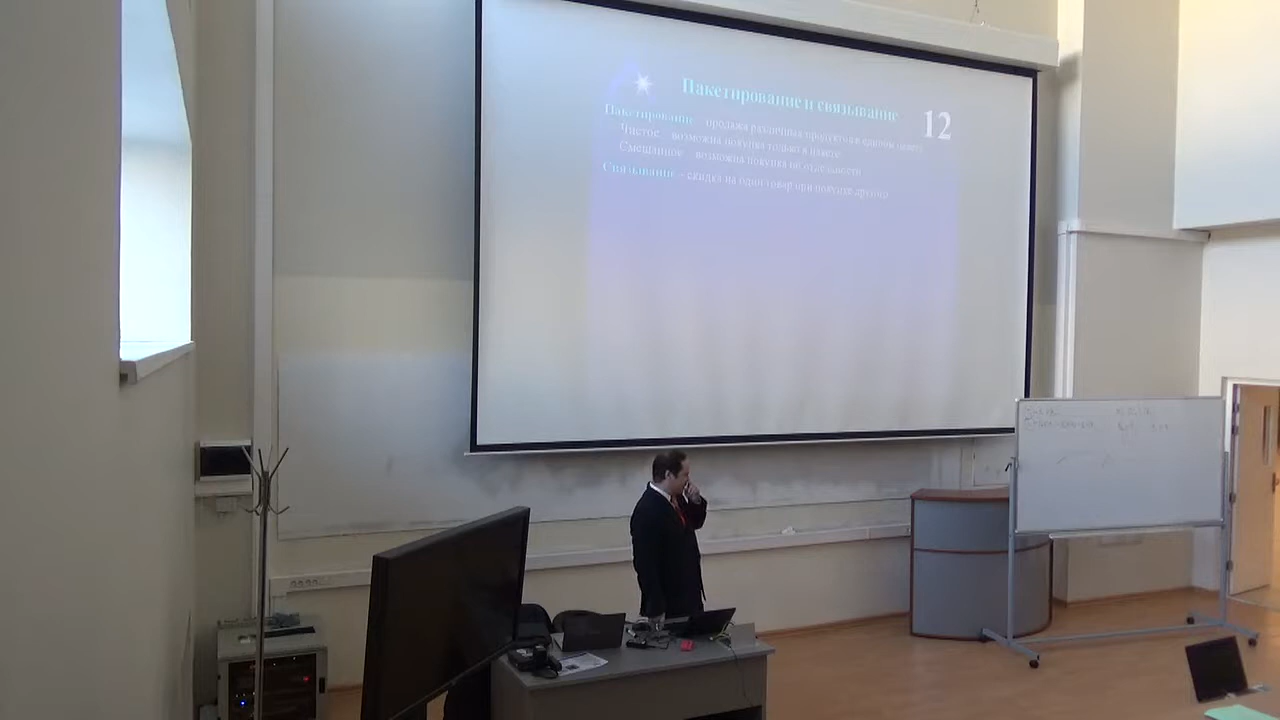 Пакетирование и связывание
12
Пакетирование – продажа различных продуктов в едином пакете
Чистое – возможна покупка только в пакете
Смешанное – возможна покупка по отдельности
Связывание – скидка на один товар при покупке другого